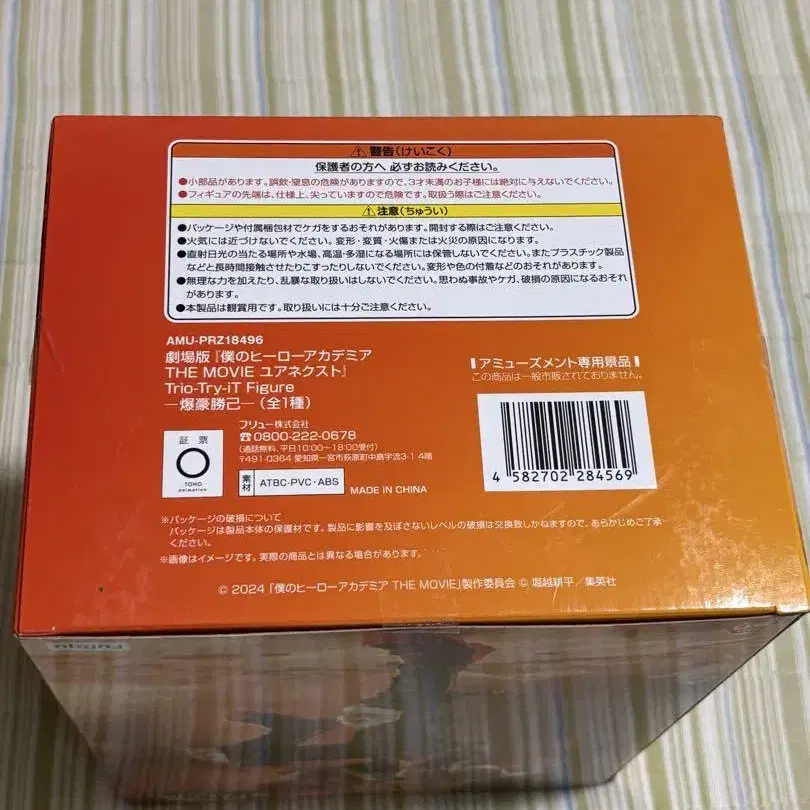 ⚠警告(けいこく)
保護者の方へ 必ずお読みください。
●小部品があります。誤飲・窒息の危険がありますので、3才未満のお子様には絶対に与えないでください。
●フィギュアの先端は、仕様上、尖っていますので危険です。取扱う際はご注意ください。
⚠注意(ちゅうい)
●パッケージや付属梱包材でケガをするおそれがあります。開封する際はご注意ください。
●火気には近づけないでください。変形・変質・火傷または火災の原因になります。
●直射日光の当たる場所や水場、高温・多湿になる場所には保管しないでください。またプラスチック製品
などと長時間接触させたりこすったりしないでください。変形や色の付着などのおそれがあります。
●無理な力を加えたり、乱暴な取り扱いはしないでください。思わぬ事故やケガ、破損の原因になるおそれ
があります。
●本製品は観賞用です。取り扱いには十分ご注意ください。
AMU-PRZ18496
劇場版『僕のヒーローアカデミア
THE MOVIE ユアネクスト』
Trio-Try-iT Figure
―爆豪勝己―(全1種)
アミューズメント専用景品
この商品は一般市販されておりません。
証票
TOHO
animation
フリュー株式会社
☎0800-222-0678
(通話無料、平日10:00~18:00受付)
〒491-0364 愛知県一宮市萩原町中島字流3-1 4階
素材 ATBC-PVC・ABS
MADE IN CHINA
4 582702 284569
※パッケージの破損について
パッケージは製品本体の保護材です。製品に影響を及ぼさないレベルの破損は交換致しかねますので、あらかじめご了承
ください。
※画像はイメージです。実際の商品とは異なる場合があります。
© 2024「僕のヒーローアカデミア THE MOVIE」製作委員会 © 堀越耕平/集英社